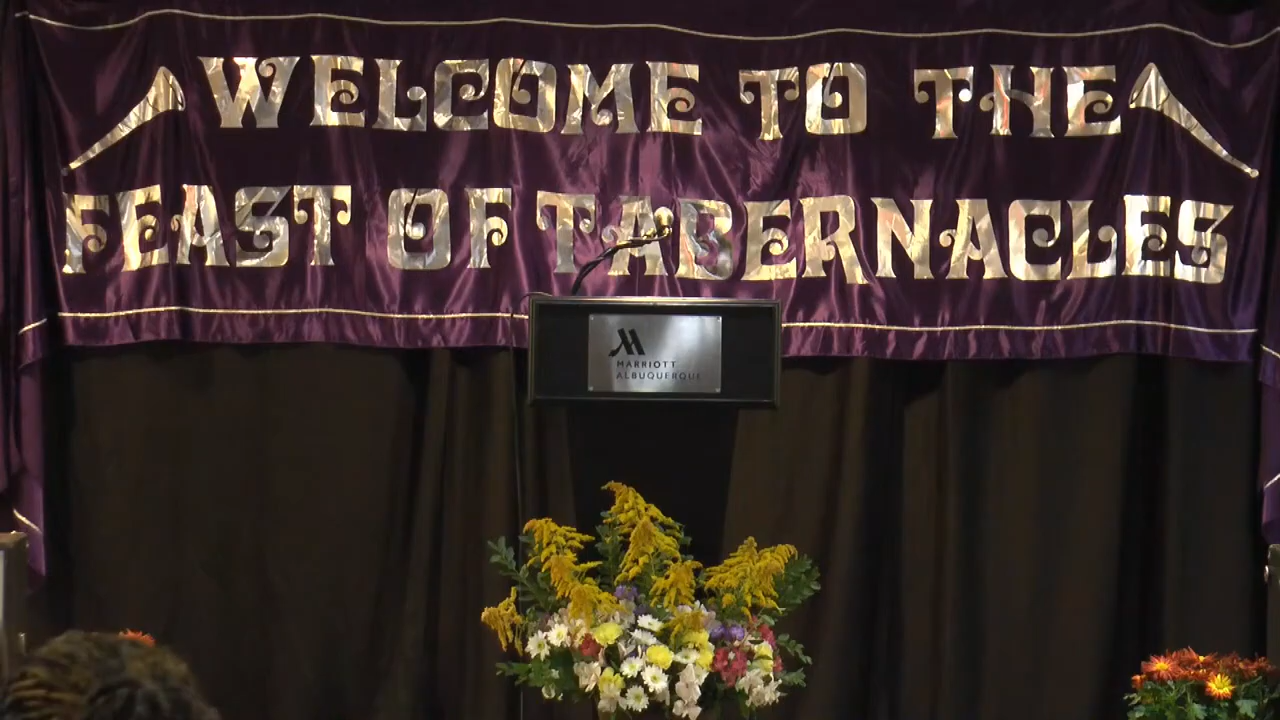 WELCOME TO THE
FEAST OF TABERNACLES
MARRIOTT
ALBUQUERQUE